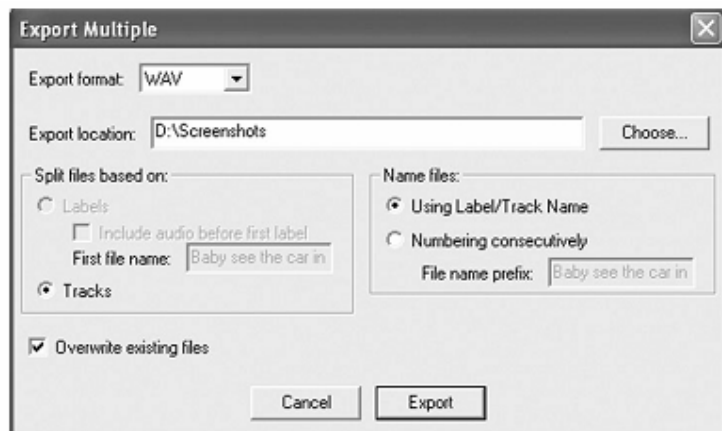 Export Multiple
Export format: WAV
Export location: D:\Screenshots Choose...
Split files based on:
Labels
Include audio before first label
First file name: Baby see the car in
Tracks
Name files:
Using Label/Track Name
Numbering consecutively
File name prefix: Baby see the car in
Overwrite existing files
Cancel Export